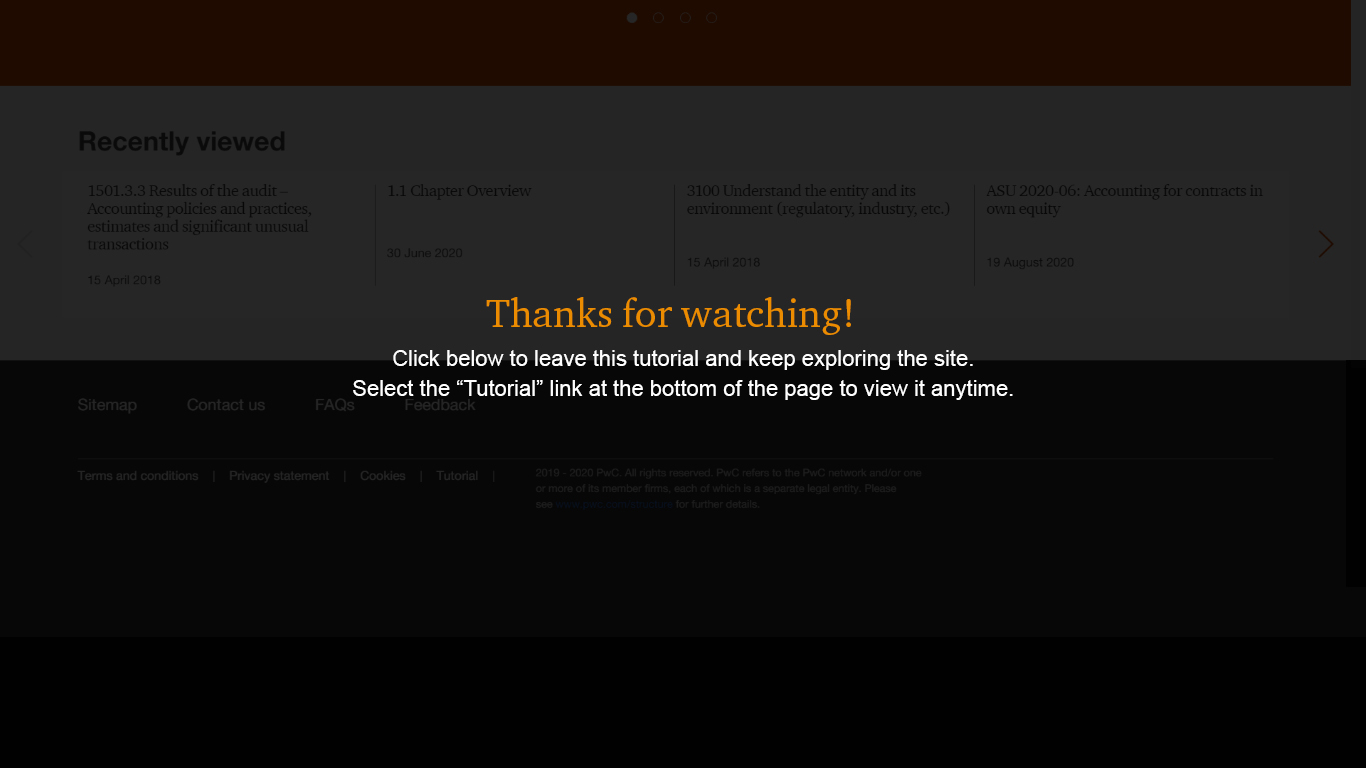 Recently viewed
1501.3.3 Results of the audit –
Accounting policies and practices,
estimates and significant unusual
transactions
15 April 2018
1.1 Chapter Overview
30 June 2020
3100 Understand the entity and its
environment (regulatory, industry, etc.)
15 April 2018
ASU 2020-06: Accounting for contracts in
own equity
19 August 2020
Thanks for watching!
Click below to leave this tutorial and keep exploring the site.
Select the “Tutorial” link at the bottom of the page to view it anytime.
Sitemap Contact us FAQs Feedback
Terms and conditions | Privacy statement | Cookies | Tutorial |
2019 - 2020 PwC. All rights reserved. PwC refers to the PwC network and/or one
or more of its member firms, each of which is a separate legal entity. Please
see www.pwc.com/structure for further details.